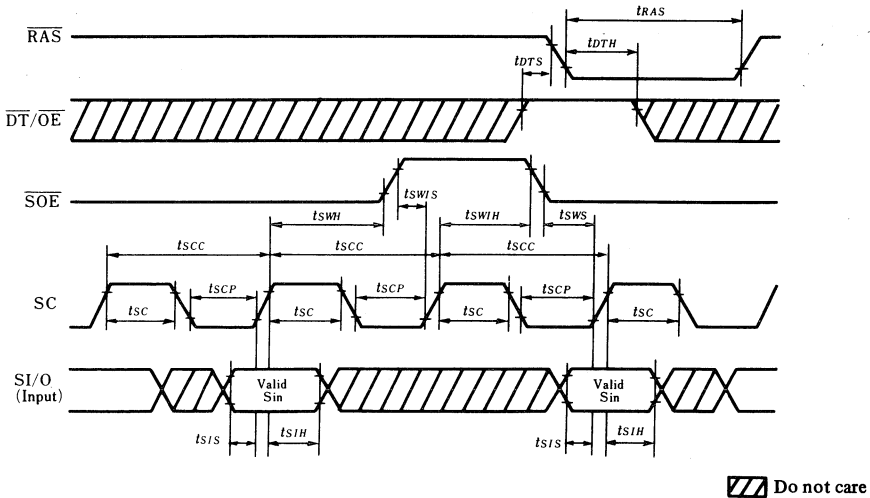 tRAS
RAS
tDTH
tDTS
DT/OE
SOE
tSWIS
tSWH
tSWIH
tSWS
tSCC
tSCC
tSCC
tSCP
tSCP
tSCP
SC
tSC
tSC
tSC
tSC
SI/O
(Input)
Valid
Sin
Valid
Sin
tSIS
tSIH
tSIS
tSIH
Do not care